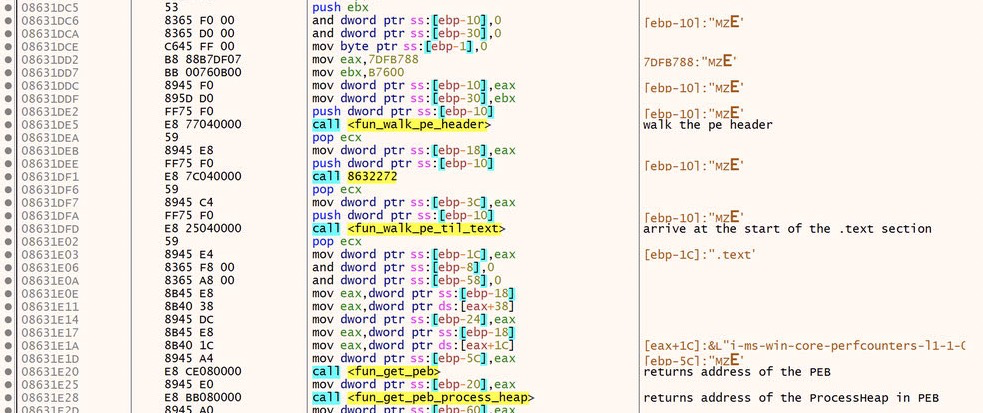 08631DC5 53 push ebx
08631DC6 8365 F0 00 and dword ptr ss:[ebp-10],0 [ebp-10]:"MZE'
08631DCA 8365 D0 00 and dword ptr ss:[ebp-30],0
08631DCE C645 FF 00 mov byte ptr ss:[ebp-1],0
08631DD2 B8 88B7DF07 mov eax,7DFB788 7DFB788:"MZE'
08631DD7 BB 00760B00 mov ebx,B7600
08631DDC 8945 F0 mov dword ptr ss:[ebp-10],eax [ebp-10]:"MZE'
08631DDF 895D D0 mov dword ptr ss:[ebp-30],ebx
08631DE2 FF75 F0 push dword ptr ss:[ebp-10] [ebp-10]:"MZE'
08631DE5 E8 77040000 call <fun_walk_pe_header> walk the pe header
08631DEA 59 pop ecx
08631DEB 8945 E8 mov dword ptr ss:[ebp-18],eax
08631DEE FF75 F0 push dword ptr ss:[ebp-10] [ebp-10]:"MZE'
08631DF1 E8 7C040000 call 8632272
08631DF6 59 pop ecx
08631DF7 8945 C4 mov dword ptr ss:[ebp-3C],eax
08631DFA FF75 F0 push dword ptr ss:[ebp-10] [ebp-10]:"MZE'
08631DFD E8 25040000 call <fun_walk_pe_til_text> arrive at the start of the .text section
08631E02 59 pop ecx
08631E03 8945 E4 mov dword ptr ss:[ebp-1C],eax [ebp-1C]:".text'
08631E06 8365 F8 00 and dword ptr ss:[ebp-8],0
08631E0A 8365 A8 00 and dword ptr ss:[ebp-58],0
08631E0E 8B45 E8 mov eax,dword ptr ss:[ebp-18]
08631E11 8B40 38 mov eax,dword ptr ds:[eax+38]
08631E14 8945 DC mov dword ptr ss:[ebp-24],eax
08631E17 8B45 E8 mov eax,dword ptr ss:[ebp-18]
08631E1A 8B40 1C mov eax,dword ptr ds:[eax+1C] [eax+1C]:&L"i-ms-win-core-perfcounters-l1-1-0
08631E1D 8945 A4 mov dword ptr ss:[ebp-5C],eax [ebp-5C]:"MZE'
08631E20 E8 CE080000 call <fun_get_peb> returns address of the PEB
08631E25 8945 E0 mov dword ptr ss:[ebp-20],eax
08631E28 E8 BB080000 call <fun_get_peb_process_heap> returns address of the ProcessHeap in PEB
08631E2D 8945 A0 mov dword ptr ss:[ebp-60],eax